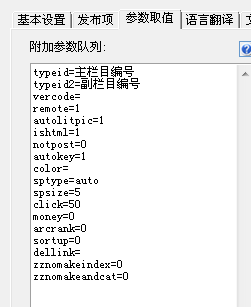 基本设置 发布项 参数取值 语言翻译
附加参数队列:
typeid=主栏目编号
typeid2=副栏目编号
vercode=
remote=1
autolitpic=1
ishtml=1
notpost=0
autokey=1
color=
sptype=auto
spsize=5
click=50
money=0
arcrank=0
sortup=0
dellink=
zznomakeindex=0
zznomakeandcat=0